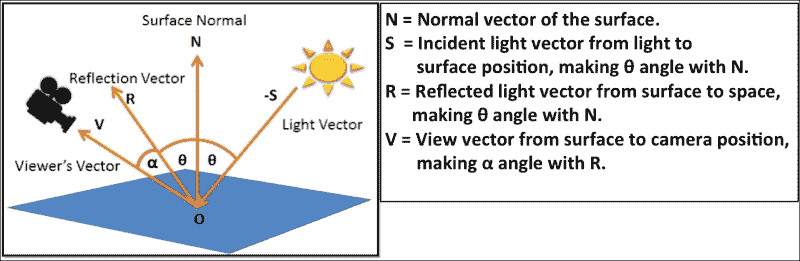 Surface Normal
N
Reflection Vector
R
-S
V
Light Vector
Viewer's Vector
α
θ
θ
O
N = Normal vector of the surface.
S = Incident light vector from light to
surface position, making θ angle with N.
R = Reflected light vector from surface to space,
making θ angle with N.
V = View vector from surface to camera position,
making α angle with R.